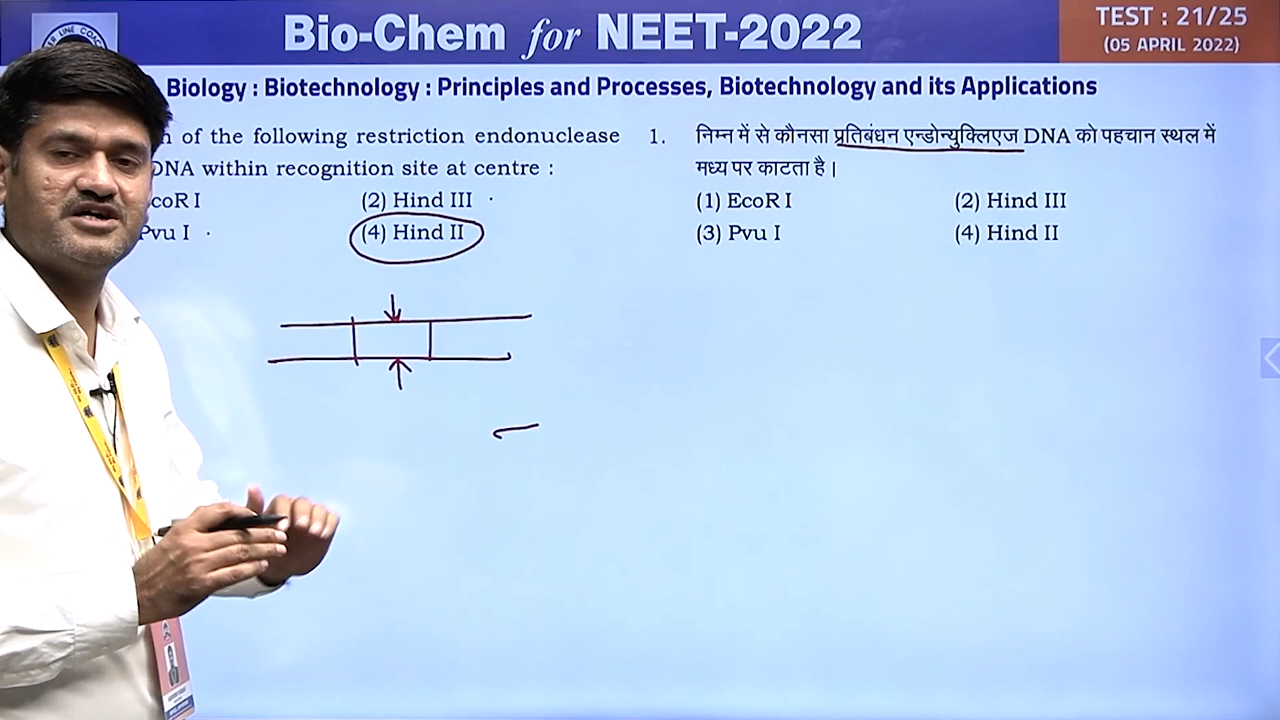 Bio-Chem for NEET-2022
TEST : 21/25
(05 APRIL 2022)
Biology : Biotechnology : Principles and Processes, Biotechnology and its Applications
of the following restriction endonuclease
DNA within recognition site at centre :
coR I
(2) Hind III
Pvu I
(4) Hind II
1. निम्न में से कौनसा प्रतिबंधन एन्डोन्युक्लिएज DNA को पहचान स्थल में
मध्य पर काटता है।
(1) EcoR I
(2) Hind III
(3) Pvu I
(4) Hind II